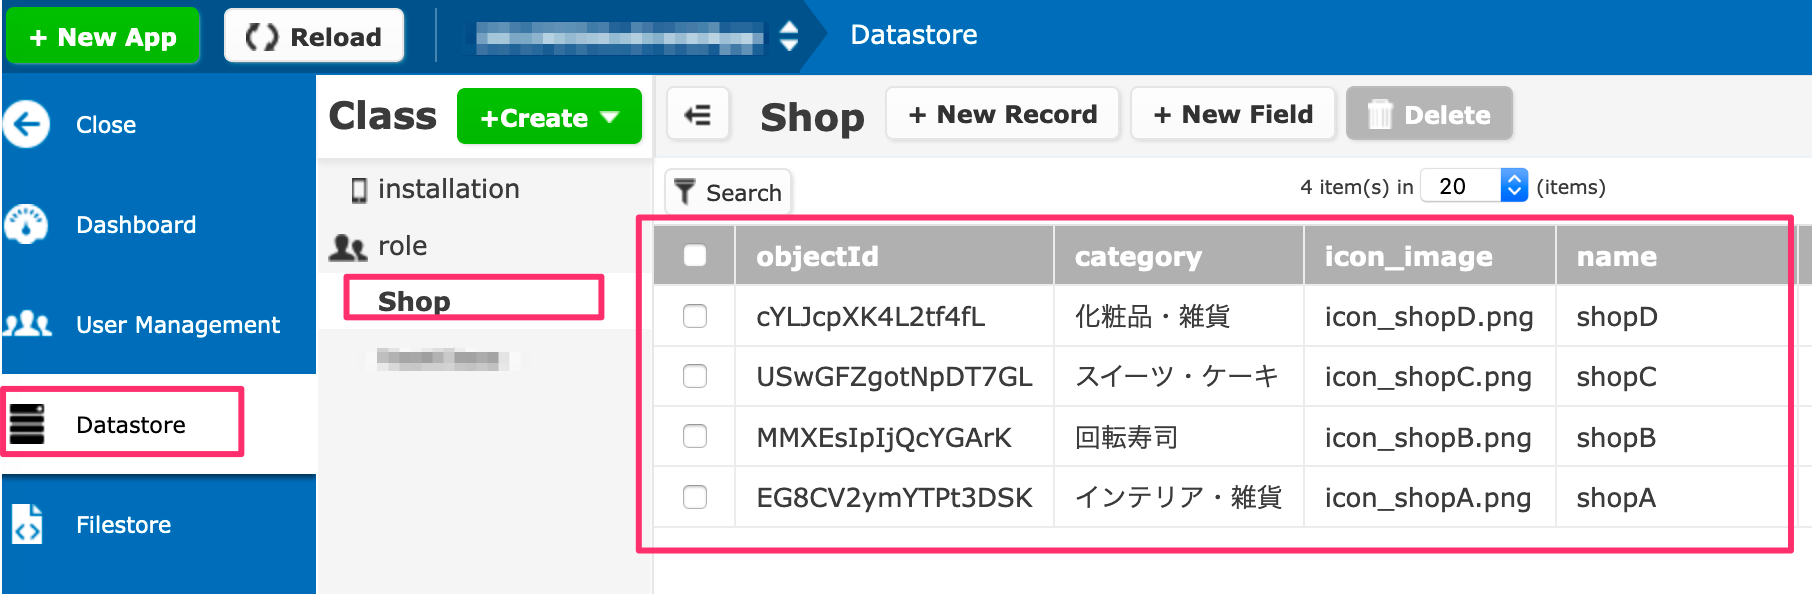 + New App
Reload
Datastore
Close
Dashboard
User Management
Datastore
Filestore
Class
+Create
installation
role
Shop
Shop
+ New Record
+ New Field
Delete
Search
4 item(s) in 20 (items)
objectId category icon_image name
cYLJcpXK4L2tf4fL 化粧品・雑貨 icon_shopD.png shopD
USwGFZgotNpDT7GL スイーツ・ケーキ icon_shopC.png shopC
MMXEsIpIjQcYGArK 回転寿司 icon_shopB.png shopB
EG8CV2ymYTPt3DSK インテリア・雑貨 icon_shopA.png shopA